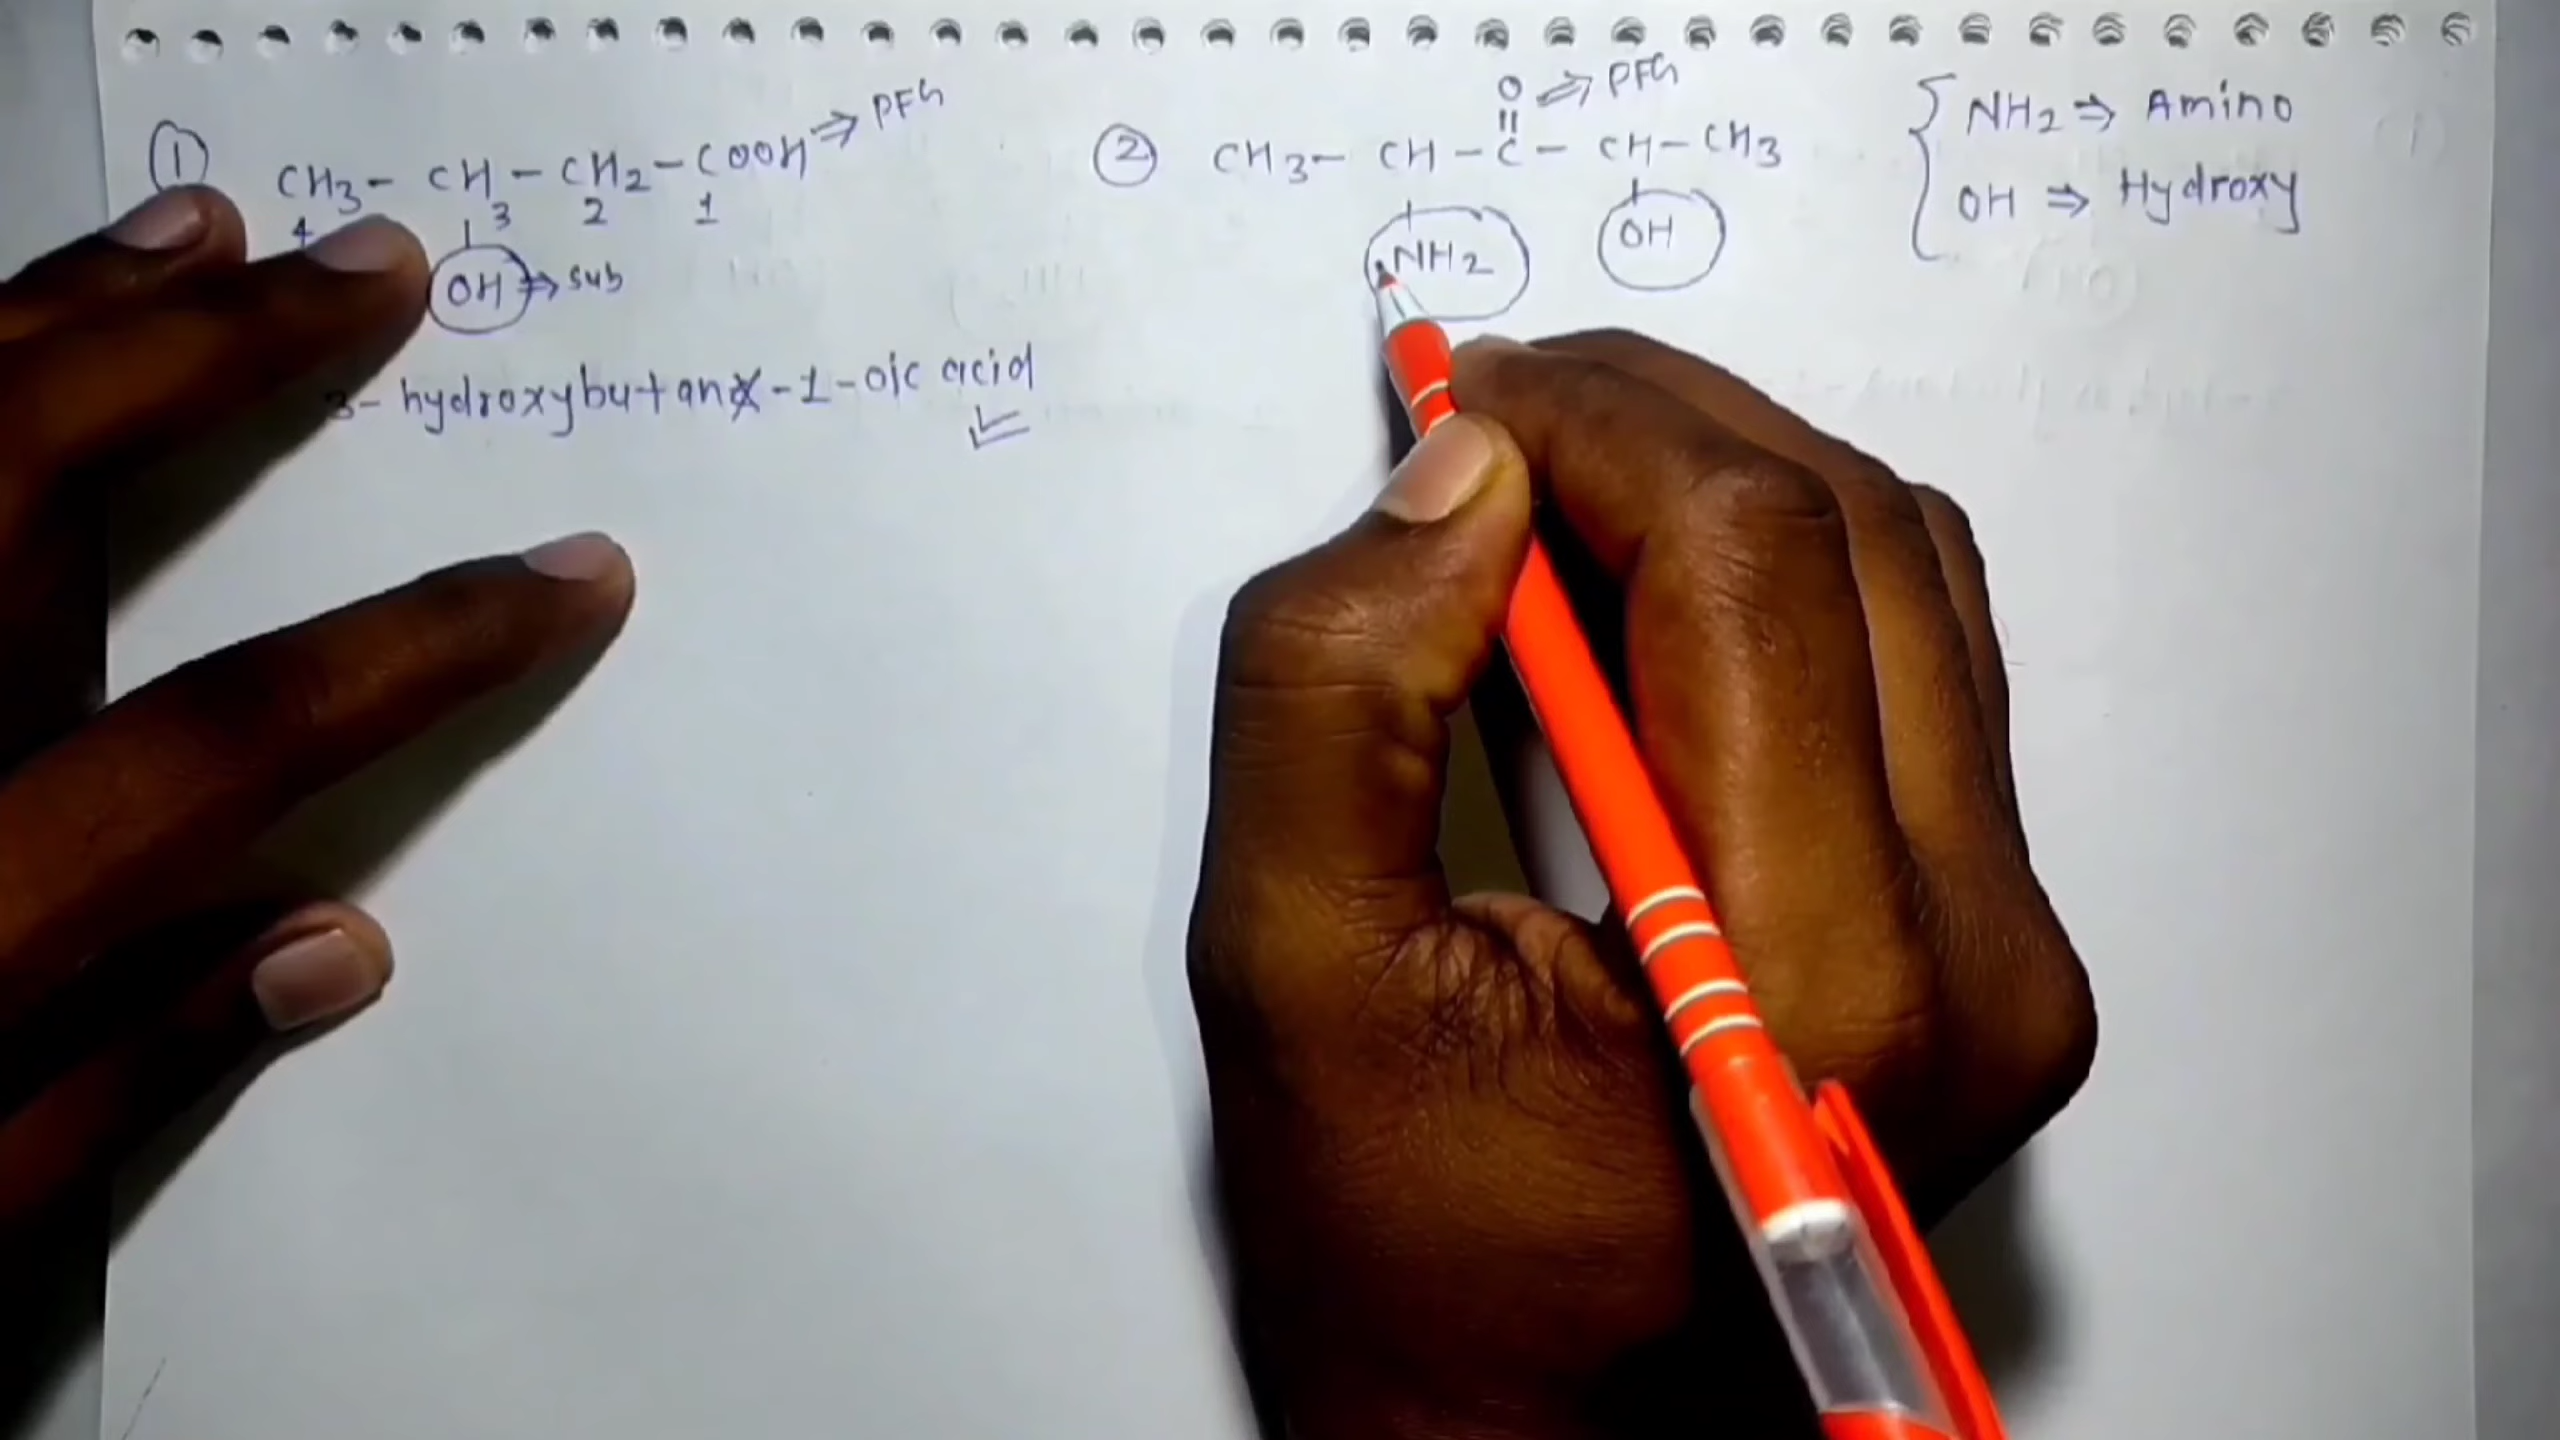 ① CH3 - CH - CH2 - COOH ⇒ PFG
4 3 2 1
OH ⇒ sub
3- hydroxybutane-1-oic acid
② CH3 - CH - C - CH - CH3
O ⇒ PFG
NH2 OH
NH2 ⇒ Amino
OH ⇒ Hydroxy